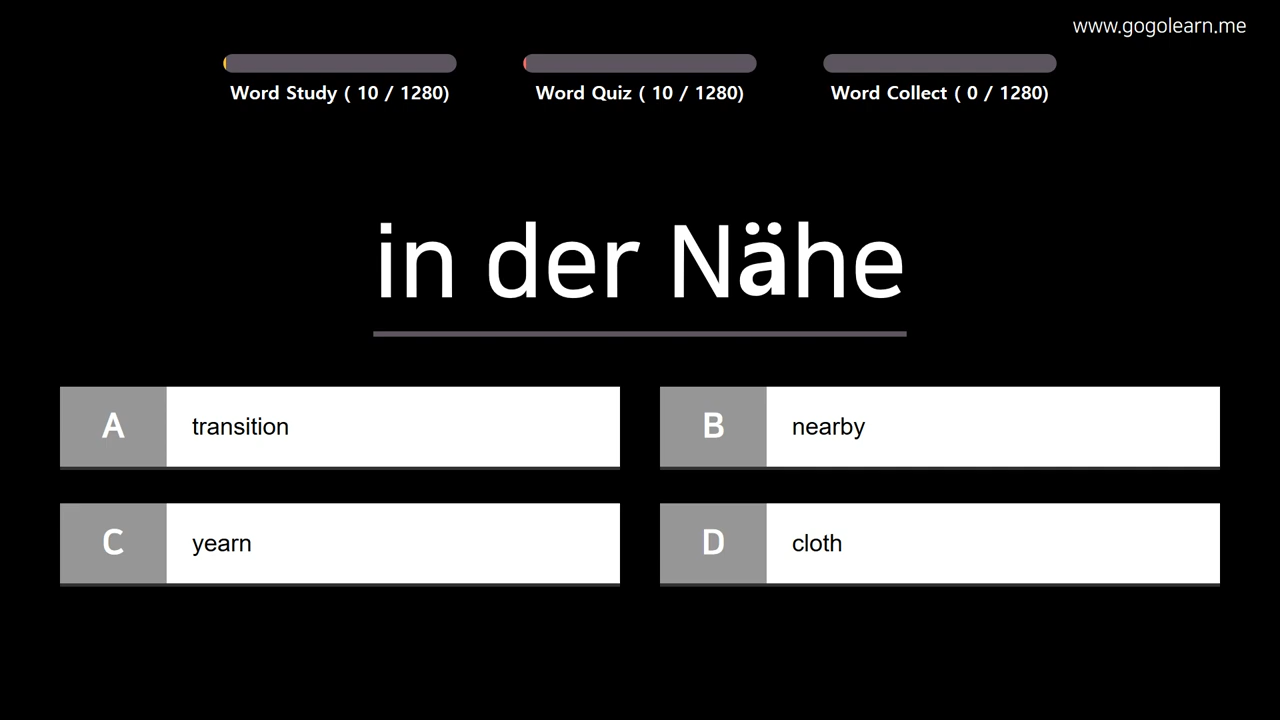 www.gogolearn.me
Word Study ( 10 / 1280)
Word Quiz ( 10 / 1280)
Word Collect ( 0 / 1280)
in der Nähe
A transition
B nearby
C yearn
D cloth